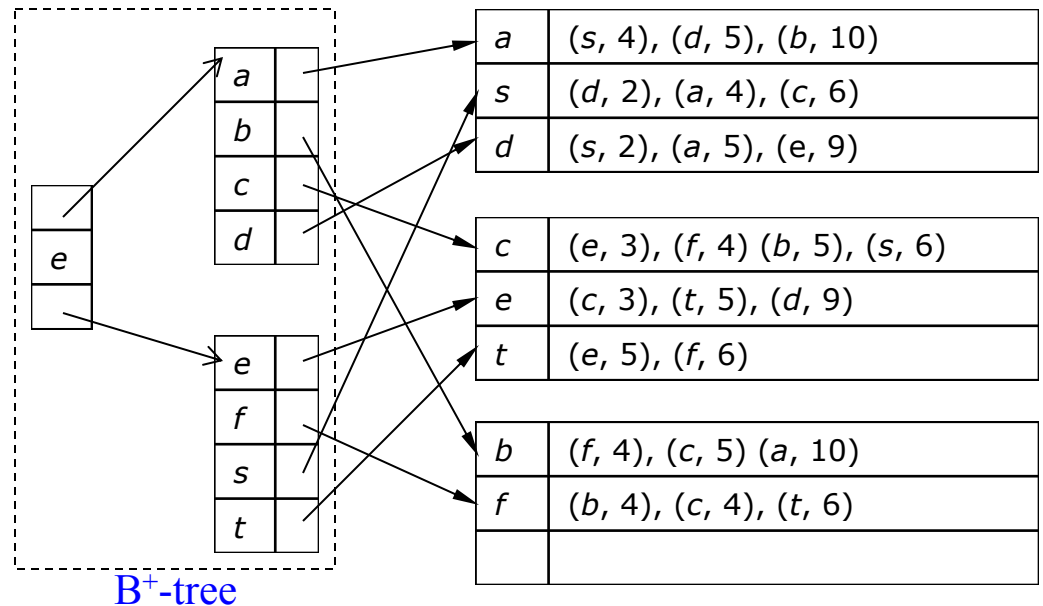 a
b
c
d
e
e
f
s
t
B+-tree
a (s, 4), (d, 5), (b, 10)
s (d, 2), (a, 4), (c, 6)
d (s, 2), (a, 5), (e, 9)
c (e, 3), (f, 4) (b, 5), (s, 6)
e (c, 3), (t, 5), (d, 9)
t (e, 5), (f, 6)
b (f, 4), (c, 5) (a, 10)
f (b, 4), (c, 4), (t, 6)